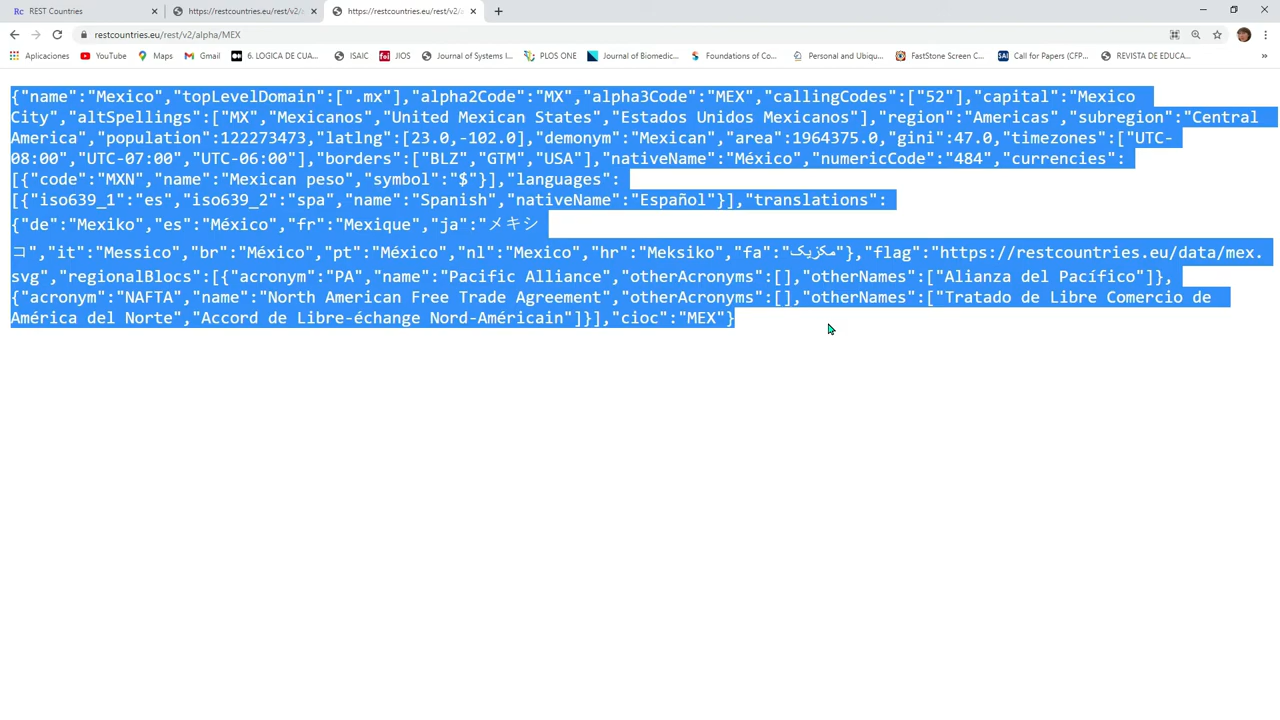 REST Countries
https://restcountries.eu/rest/v2/
https://restcountries.eu/rest/v2/a
restcountries.eu/rest/v2/alpha/MEX
Aplicaciones YouTube Maps Gmail 6. LOGICA DE CUA... ISAIC JIOS Journal of Systems I... PLOS ONE Journal of Biomedic... Foundations of Co... Personal and Ubiqu... FastStone Screen C... Call for Papers (CFP... REVISTA DE EDUCA... »
{"name":"Mexico","topLevelDomain":[".mx"],"alpha2Code":"MX","alpha3Code":"MEX","callingCodes":["52"],"capital":"Mexico
City","altSpellings":["MX","Mexicanos","United Mexican States","Estados Unidos Mexicanos"],"region":"Americas","subregion":"Central
America","population":122273473,"latlng":[23.0,-102.0],"demonym":"Mexican","area":1964375.0,"gini":47.0,"timezones":["UTC-
08:00","UTC-07:00","UTC-06:00"],"borders":["BLZ","GTM","USA"],"nativeName":"México","numericCode":"484","currencies":
[{"code":"MXN","name":"Mexican peso","symbol":"$"}],"languages":
[{"iso639_1":"es","iso639_2":"spa","name":"Spanish","nativeName":"Español"}],"translations":
{"de":"Mexiko","es":"México","fr":"Mexique","ja":"メキシ
コ","it":"Messico","br":"México","pt":"México","nl":"Mexico","hr":"Meksiko","fa":"مکزیک"},"flag":"https://restcountries.eu/data/mex.
svg","regionalBlocs":[{"acronym":"PA","name":"Pacific Alliance","otherAcronyms":[],"otherNames":["Alianza del Pacífico"]},
{"acronym":"NAFTA","name":"North American Free Trade Agreement","otherAcronyms":[],"otherNames":["Tratado de Libre Comercio de
América del Norte","Accord de Libre-échange Nord-Américain"]}],"cioc":"MEX"}